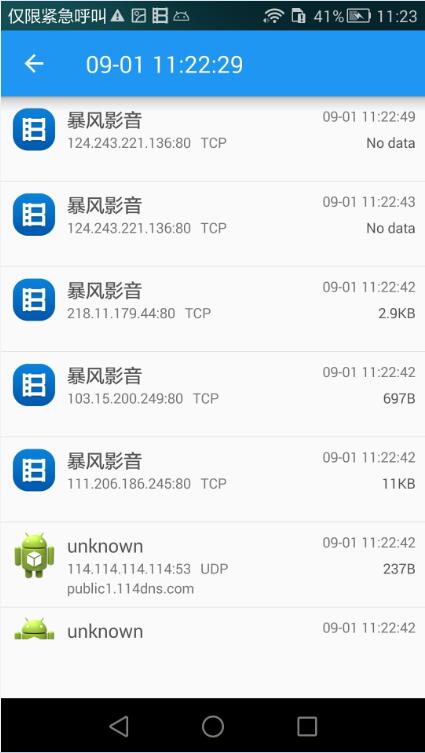 仅限紧急呼叫 41% 11:23
09-01 11:22:29
暴风影音 09-01 11:22:49
124.243.221.136:80 TCP No data
暴风影音 09-01 11:22:43
124.243.221.136:80 TCP No data
暴风影音 09-01 11:22:42
218.11.179.44:80 TCP 2.9KB
暴风影音 09-01 11:22:42
103.15.200.249:80 TCP 697B
暴风影音 09-01 11:22:42
111.206.186.245:80 TCP 11KB
unknown 09-01 11:22:42
114.114.114.114:53 UDP 237B
public1.114dns.com
unknown 09-01 11:22:42